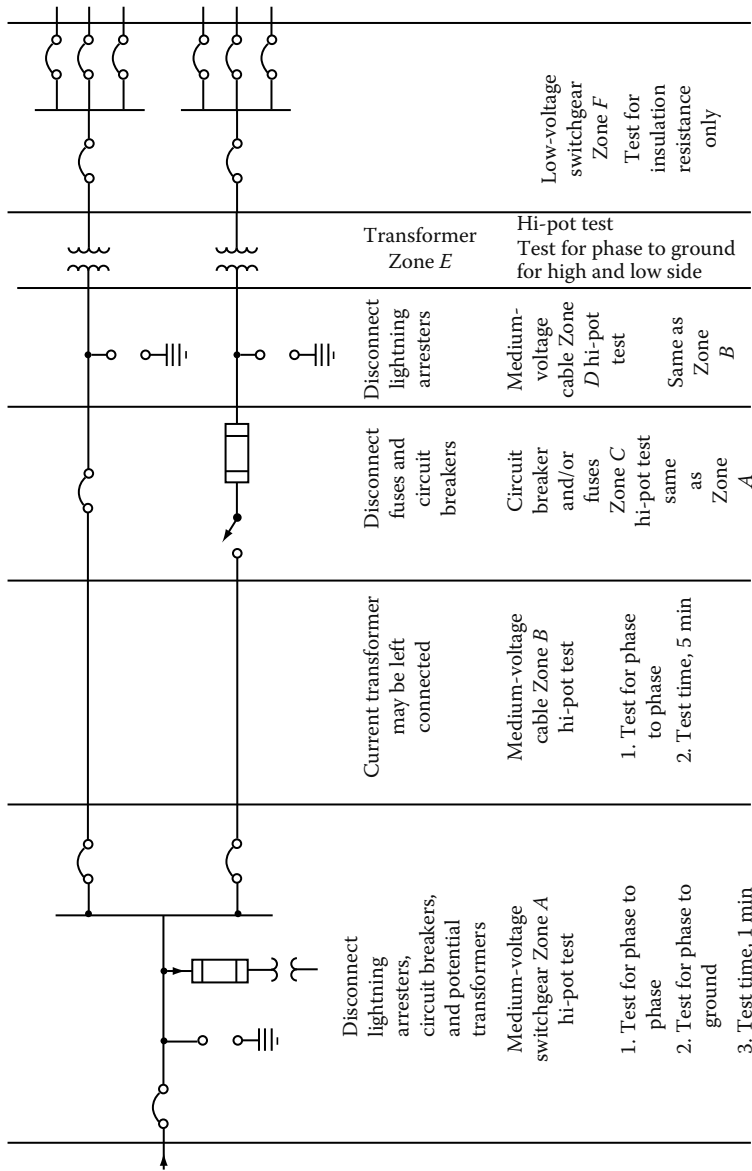 Disconnect
lightning
arresters,
circuit breakers,
and potential
transformers
Medium-voltage
switchgear Zone A
hi-pot test
1. Test for phase to
phase
2. Test for phase to
ground
3. Test time, 1 min
Current transformer
may be left
connected
Medium-voltage
cable Zone B
hi-pot test
1. Test for phase
to phase
2. Test time, 5 min
Disconnect
fuses and
circuit
breakers
Circuit
breaker
and/or
fuses
Zone C
hi-pot test
same
as
Zone
A
Disconnect
lightning
arresters
Medium-
voltage
cable Zone
D hi-pot
test
Same as
Zone
B
Transformer
Zone E
Hi-pot test
Test for phase to ground
for high and low side
Low-voltage
switchgear
Zone F
Test for
insulation
resistance
only